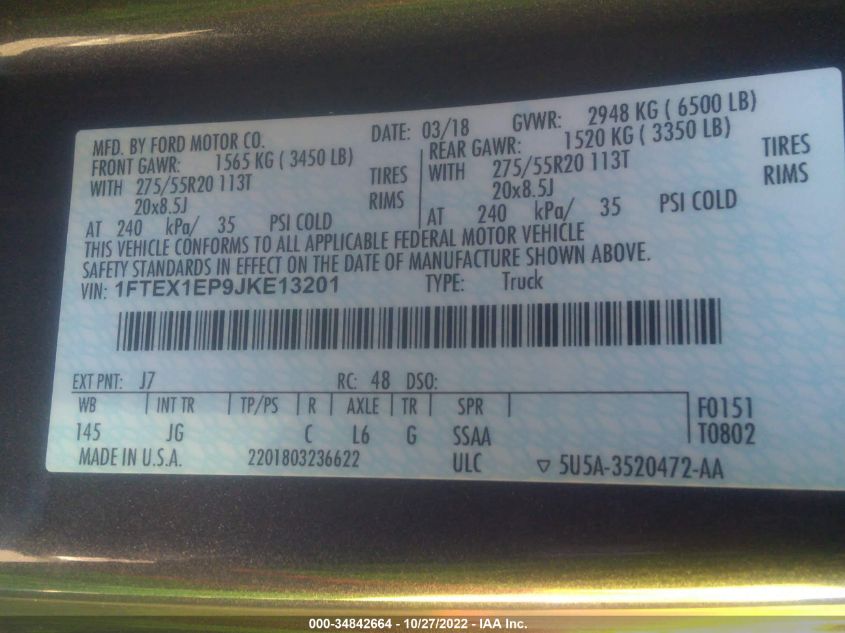 MFD. BY FORD MOTOR CO. DATE: 03/18 GVWR: 2948 KG ( 6500 LB)
FRONT GAWR: 1565 KG ( 3450 LB) REAR GAWR: 1520 KG ( 3350 LB)
WITH 275/55R20 113T TIRES WITH 275/55R20 113T TIRES
20x8.5J RIMS 20x8.5J RIMS
AT 240 kPa/ 35 PSI COLD AT 240 kPa/ 35 PSI COLD
THIS VEHICLE CONFORMS TO ALL APPLICABLE FEDERAL MOTOR VEHICLE
SAFETY STANDARDS IN EFFECT ON THE DATE OF MANUFACTURE SHOWN ABOVE.
VIN: 1FTEX1EP9JKE13201 TYPE: Truck
EXT PNT: J7 RC: 48 DSO:
WB INT TR TP/PS R AXLE TR SPR F0151
145 JG C L6 G SSAA T0802
MADE IN U.S.A. 2201803236622 ULC ▽ 5U5A-3520472-AA
000-34842664 - 10/27/2022 - IAA Inc.